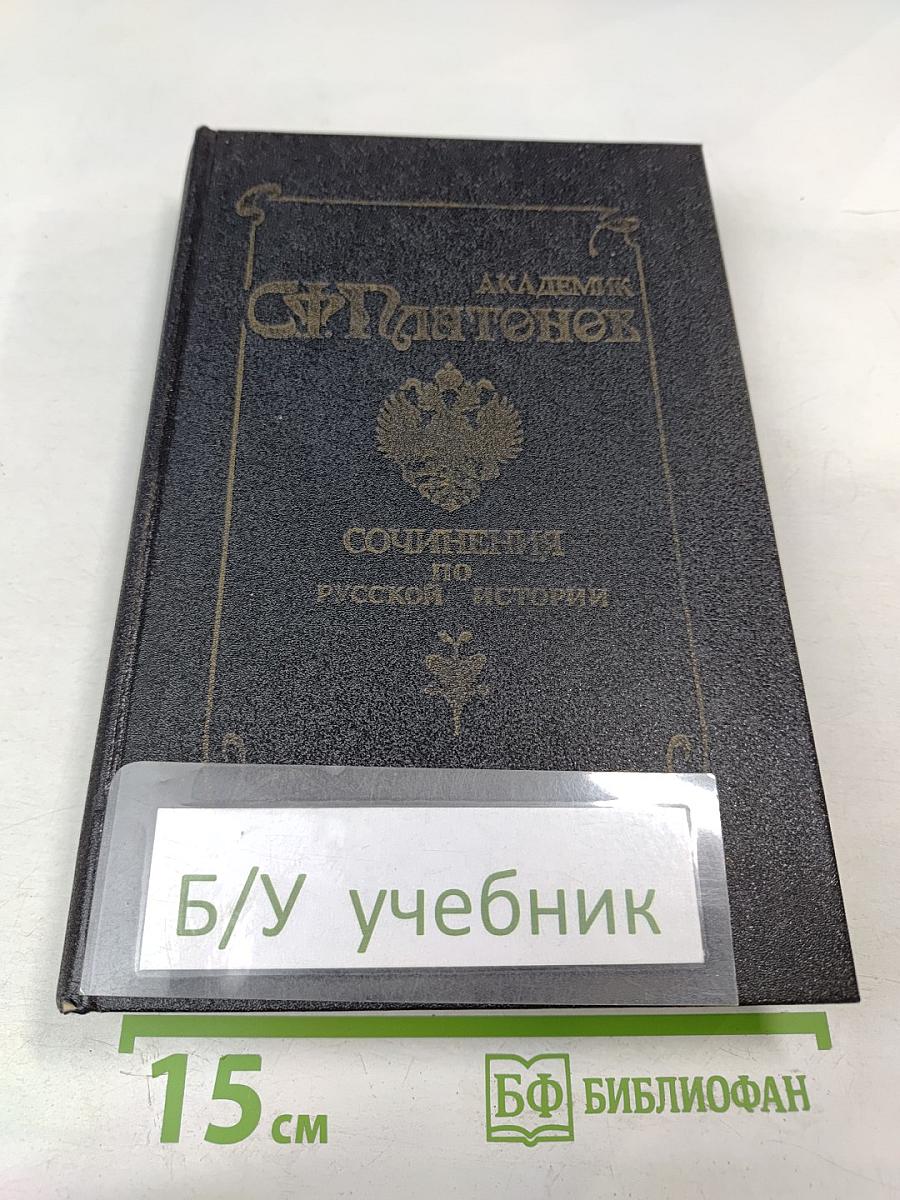 АКАДЕМИК
С.Ф.ПЛАТОНОВ
СОЧИНЕНИЯ
ПО
РУССКОЙ ИСТОРИИ
Б/У учебник
15 см
БФ БИБЛИОФАН